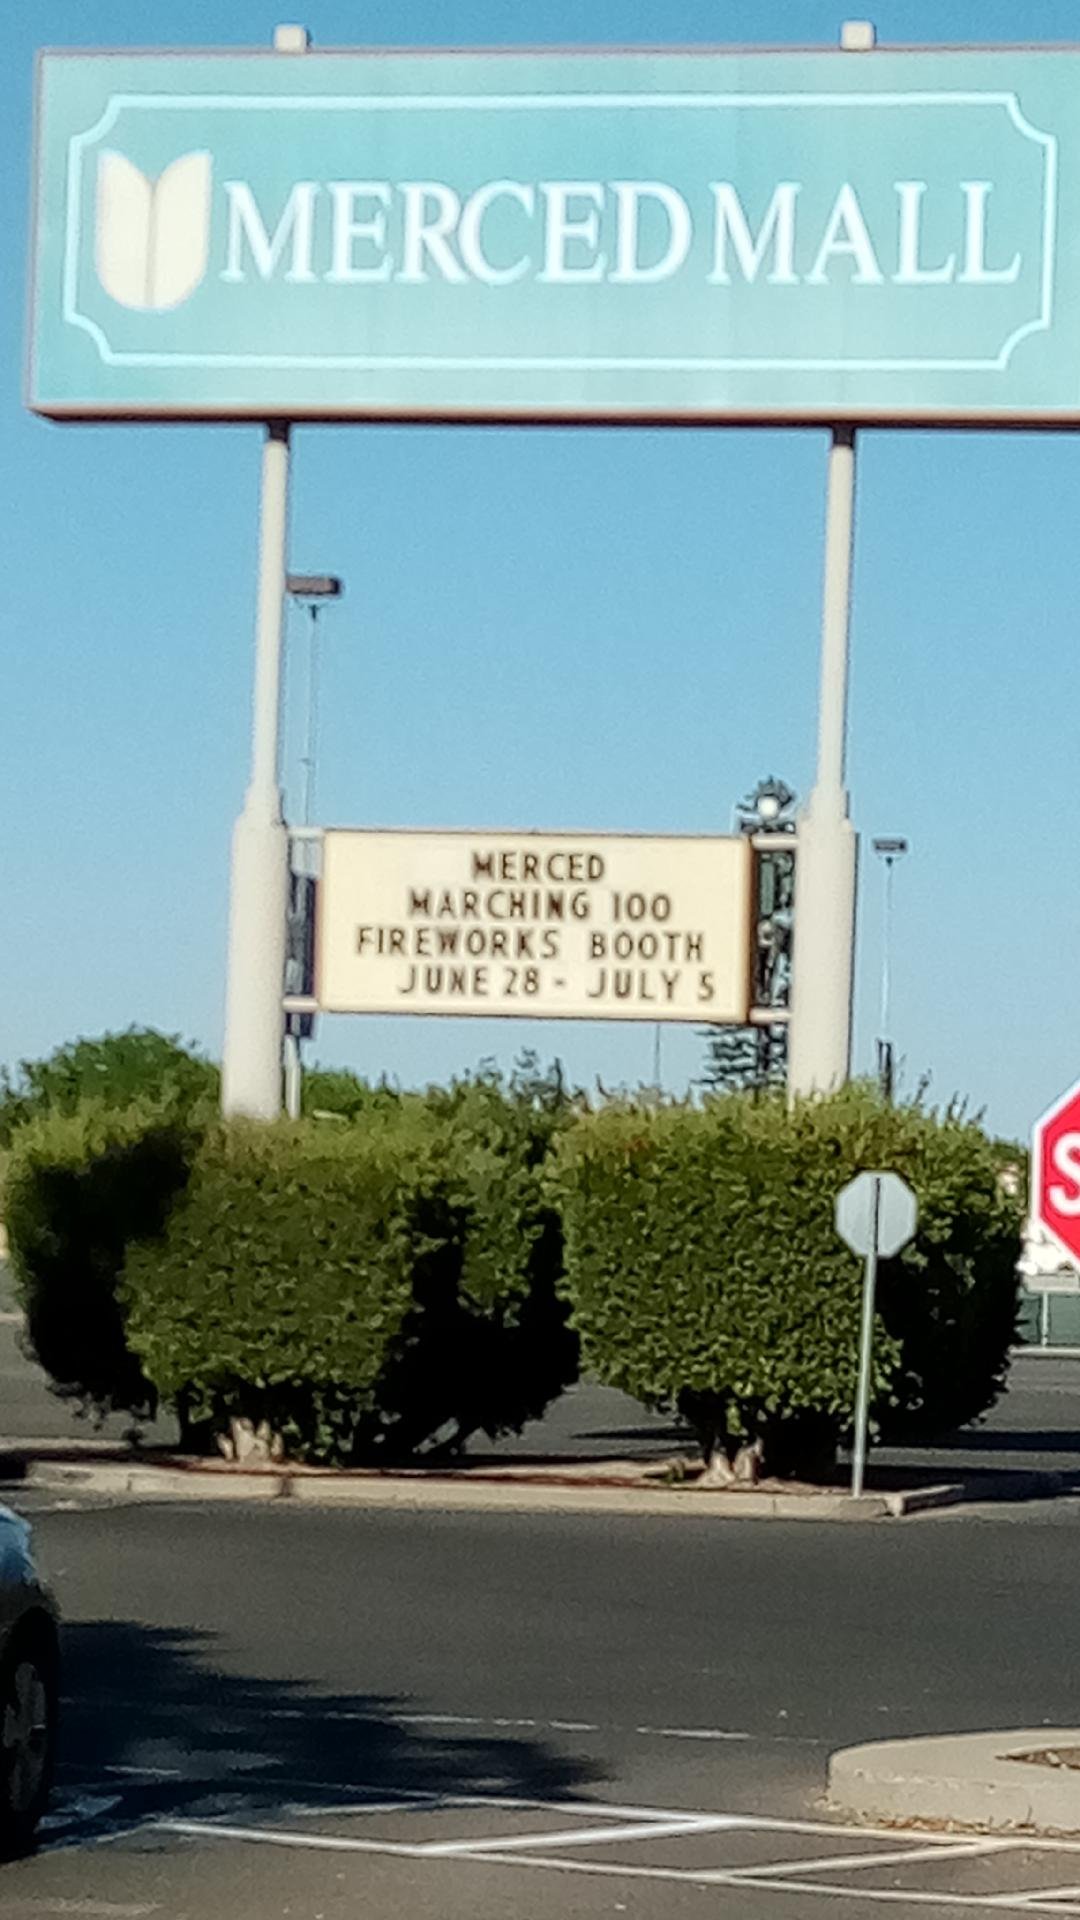 MERCED MALL
MERCED
MARCHING 100
FIREWORKS BOOTH
JUNE 28 - JULY 5
S